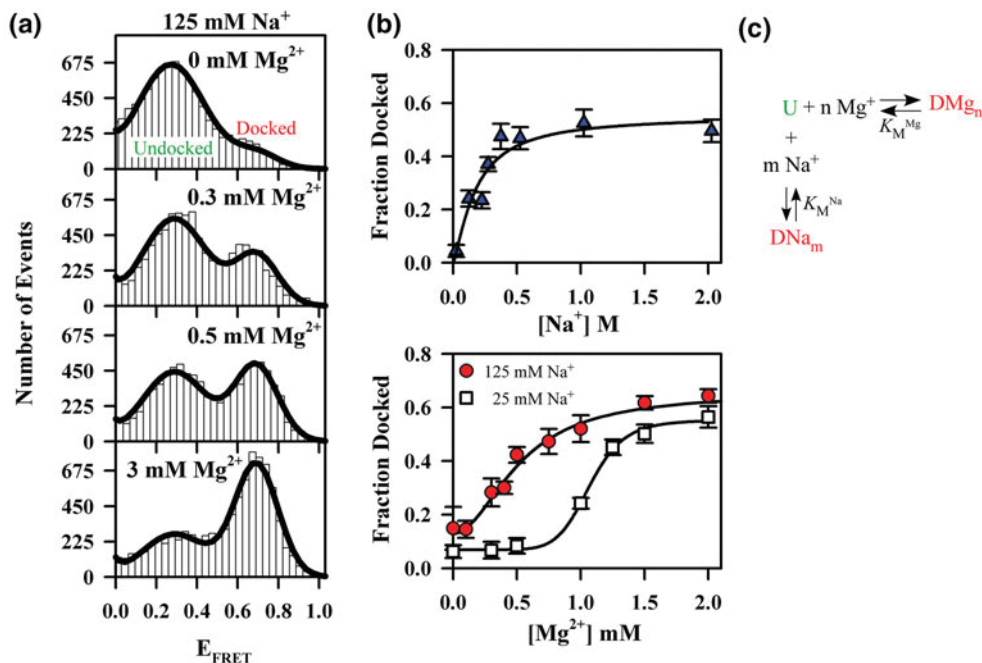 (a)
125 mM Na⁺
0 mM Mg²⁺
Docked
Undocked
675
450
225
0
0.3 mM Mg²⁺
675
450
225
0
0.5 mM Mg²⁺
675
450
225
0
3 mM Mg²⁺
675
450
225
0
0.0 0.2 0.4 0.6 0.8 1.0
Number of Events
E_FRET
(b)
0.8
0.6
0.4
0.2
0.0
Fraction Docked
0.0 0.5 1.0 1.5 2.0
[Na⁺] M
0.8
0.6
0.4
0.2
0.0
Fraction Docked
125 mM Na⁺
25 mM Na⁺
0.0 0.5 1.0 1.5 2.0
[Mg²⁺] mM
(c)
U + n Mg⁺ DMgₙ
K_M^Mg
+
m Na⁺
K_M^Na
DNaₘ